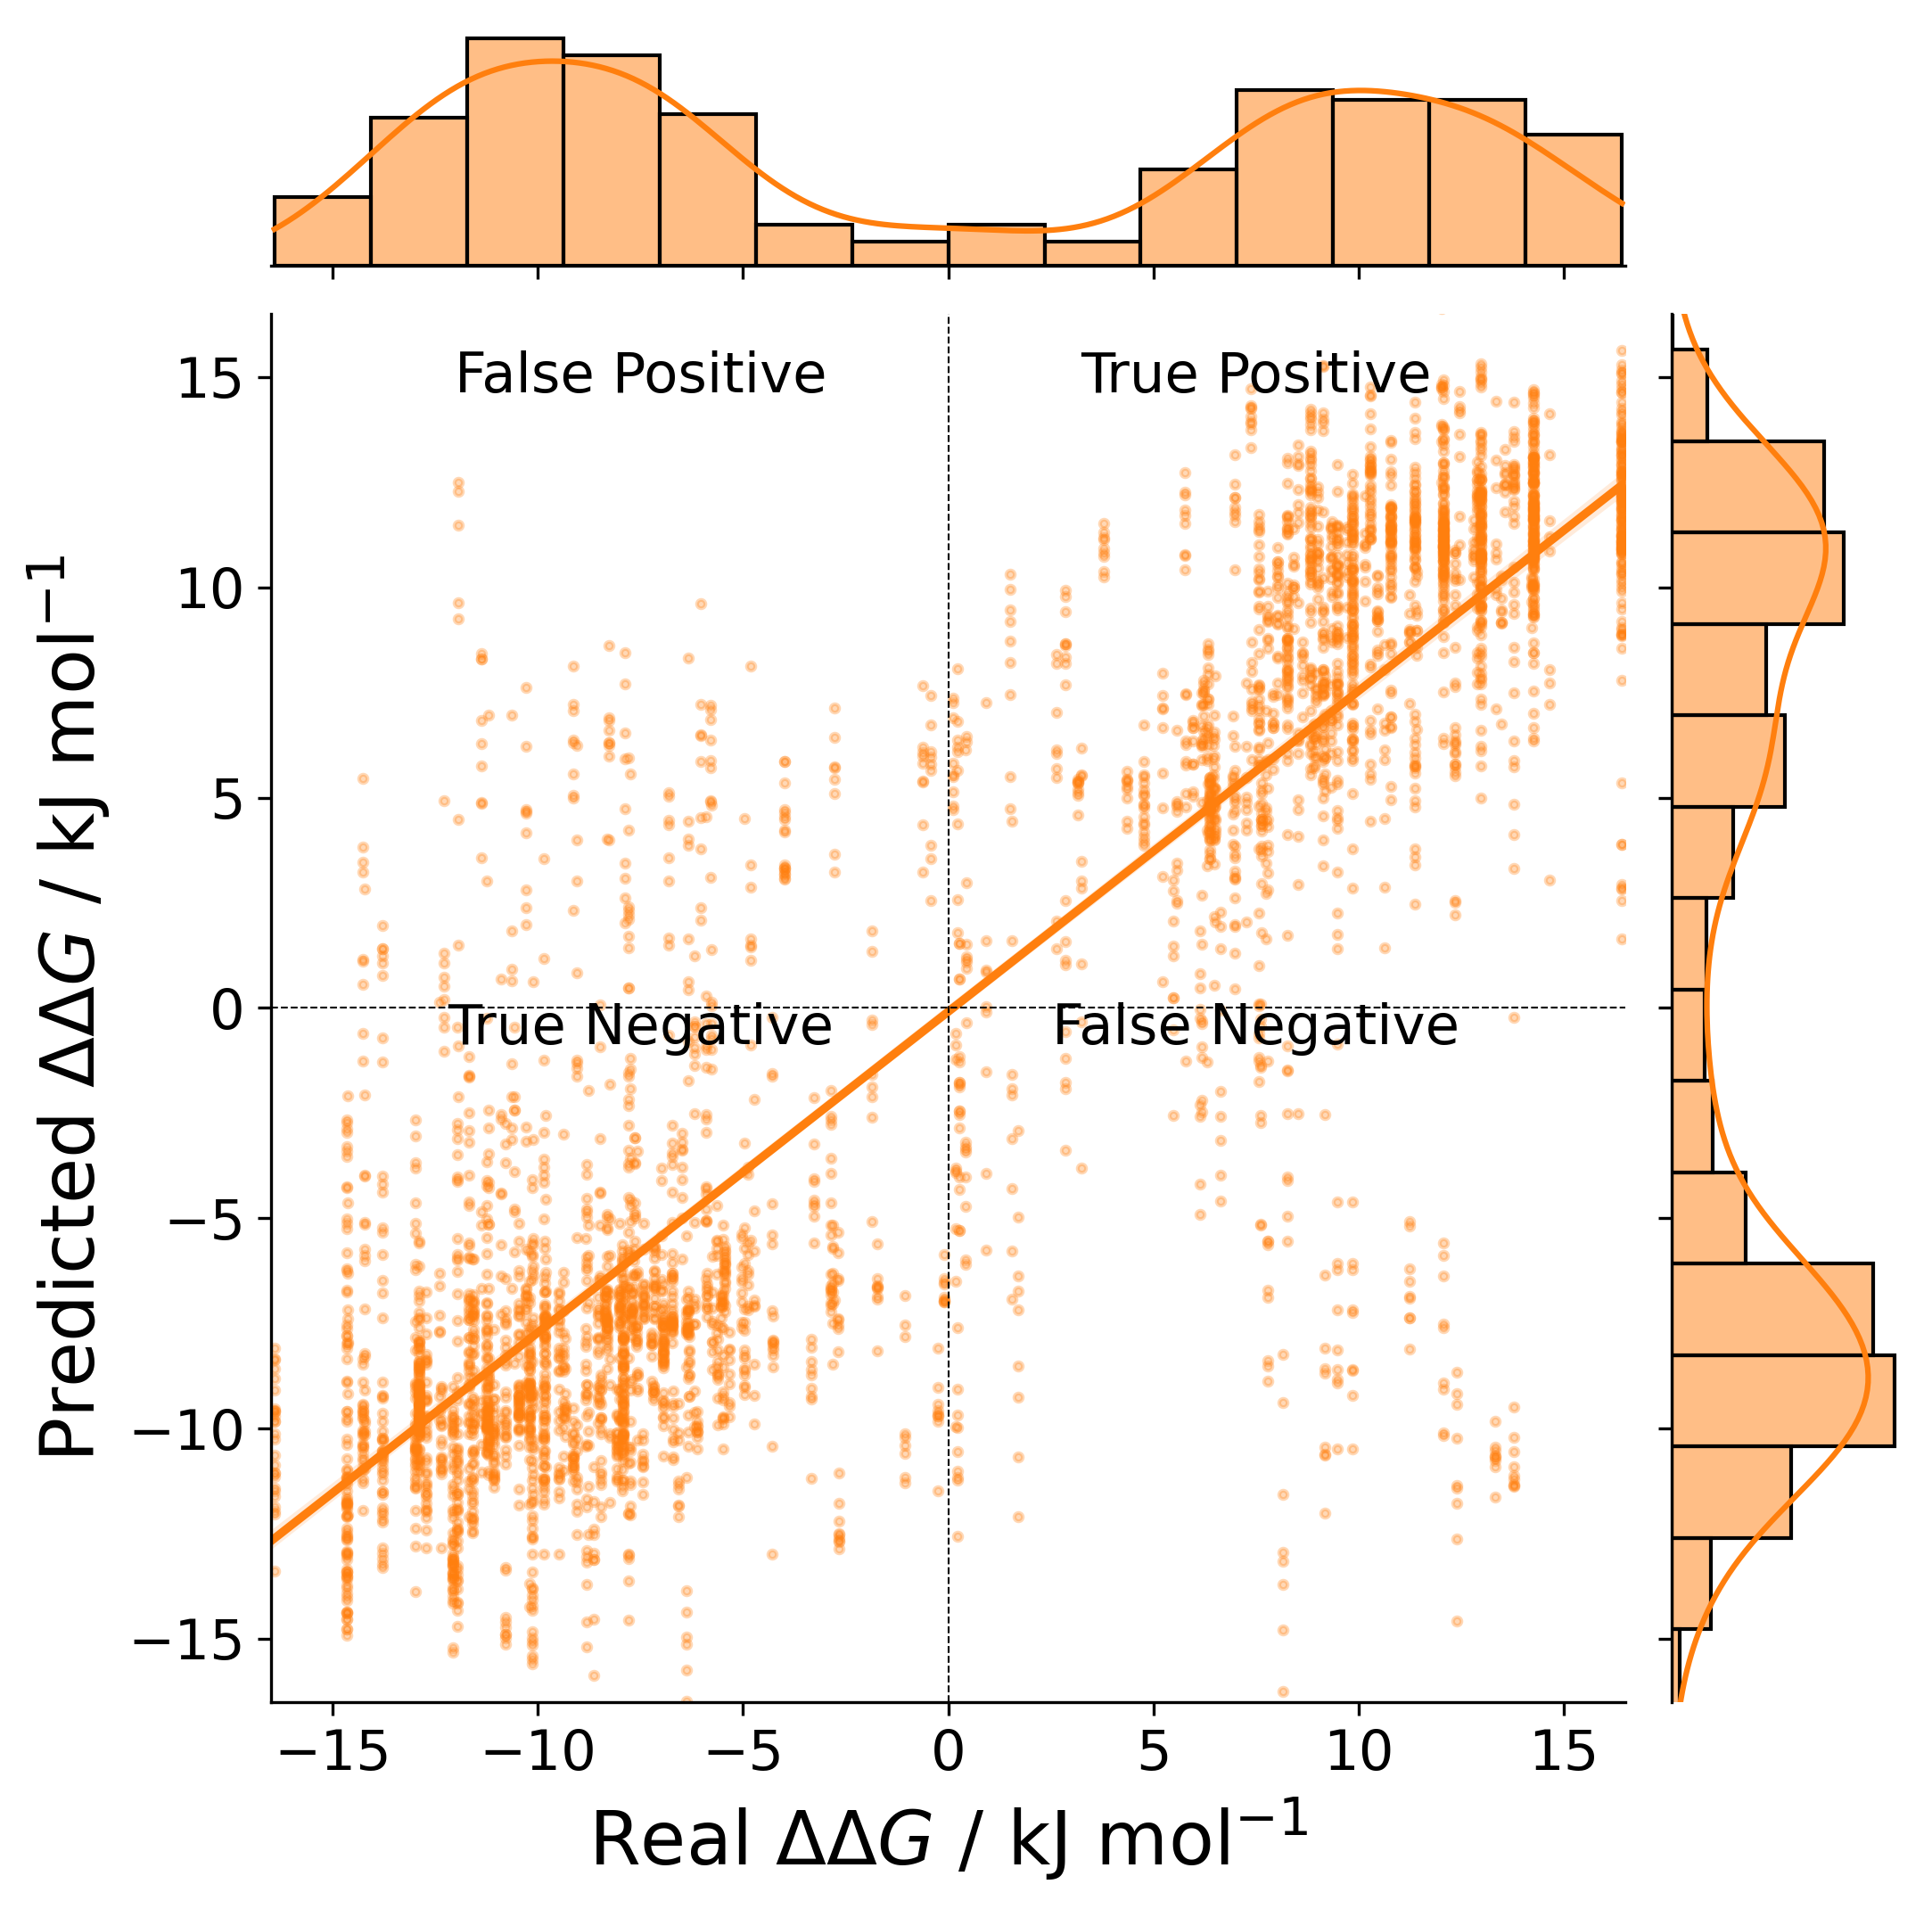 False Positive
True Positive
15
10
5
0
−5
−10
−15
True Negative
False Negative
Predicted ΔΔG / kJ mol⁻¹
−15
−10
−5
0
5
10
15
Real ΔΔG / kJ mol⁻¹